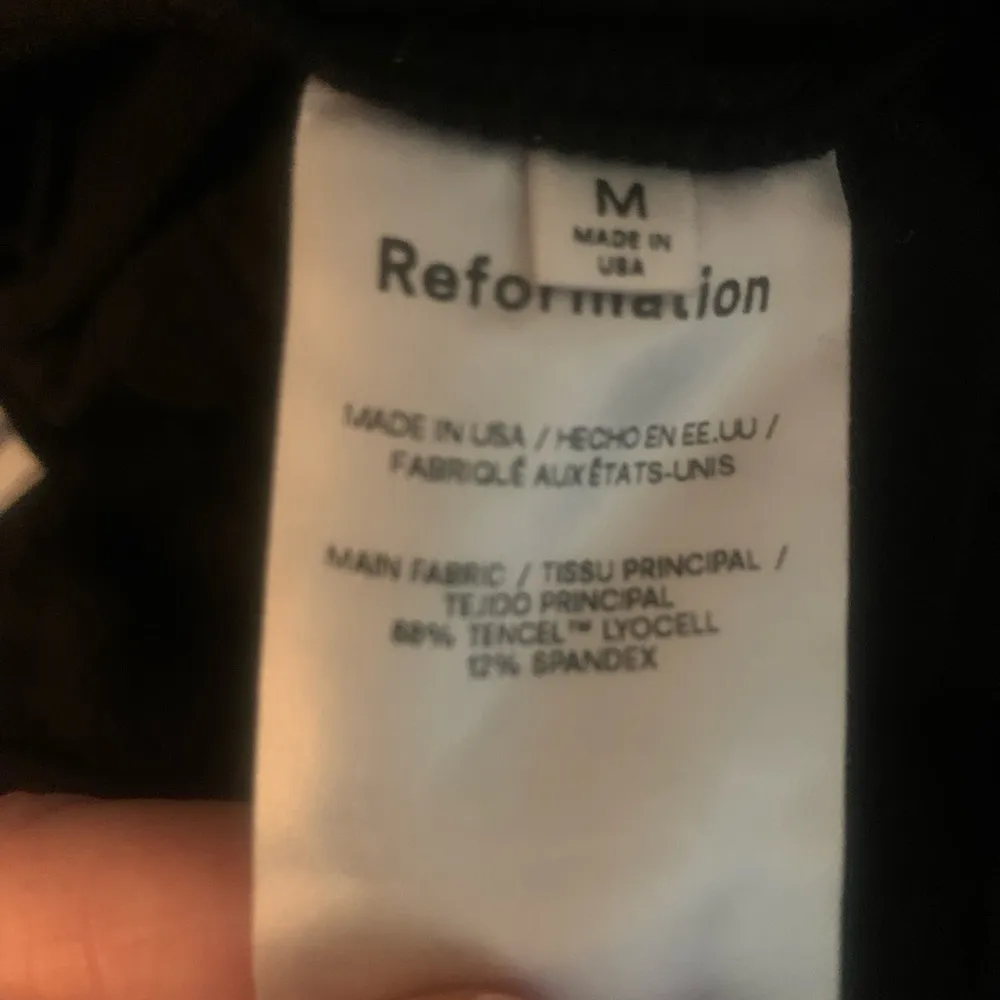 M
MADE IN
USA
Reformation
MADE IN USA / HECHO EN EE.UU /
FABRIQUÉ AUX ÉTATS-UNIS
MAIN FABRIC / TISSU PRINCIPAL /
TEJIDO PRINCIPAL
88% TENCEL™ LYOCELL
12% SPANDEX